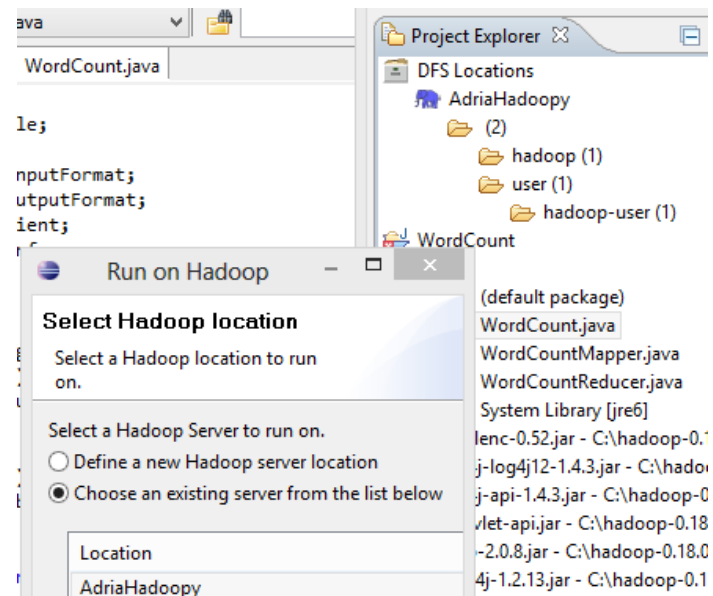 ava
WordCount.java
le;
nputFormat;
utputFormat;
ient;
Project Explorer
DFS Locations
AdriaHadoopy
(2)
hadoop (1)
user (1)
hadoop-user (1)
WordCount
(default package)
WordCount.java
WordCountMapper.java
WordCountReducer.java
System Library [jre6]
lenc-0.52.jar - C:\hadoop-0.1
j-log4j12-1.4.3.jar - C:\hado
j-api-1.4.3.jar - C:\hadoop-0
vlet-api.jar - C:\hadoop-0.18
-2.0.8.jar - C:\hadoop-0.18.0
4j-1.2.13.jar - C:\hadoop-0.1
Run on Hadoop
Select Hadoop location
Select a Hadoop location to run
on.
Select a Hadoop Server to run on.
Define a new Hadoop server location
Choose an existing server from the list below
Location
AdriaHadoopy